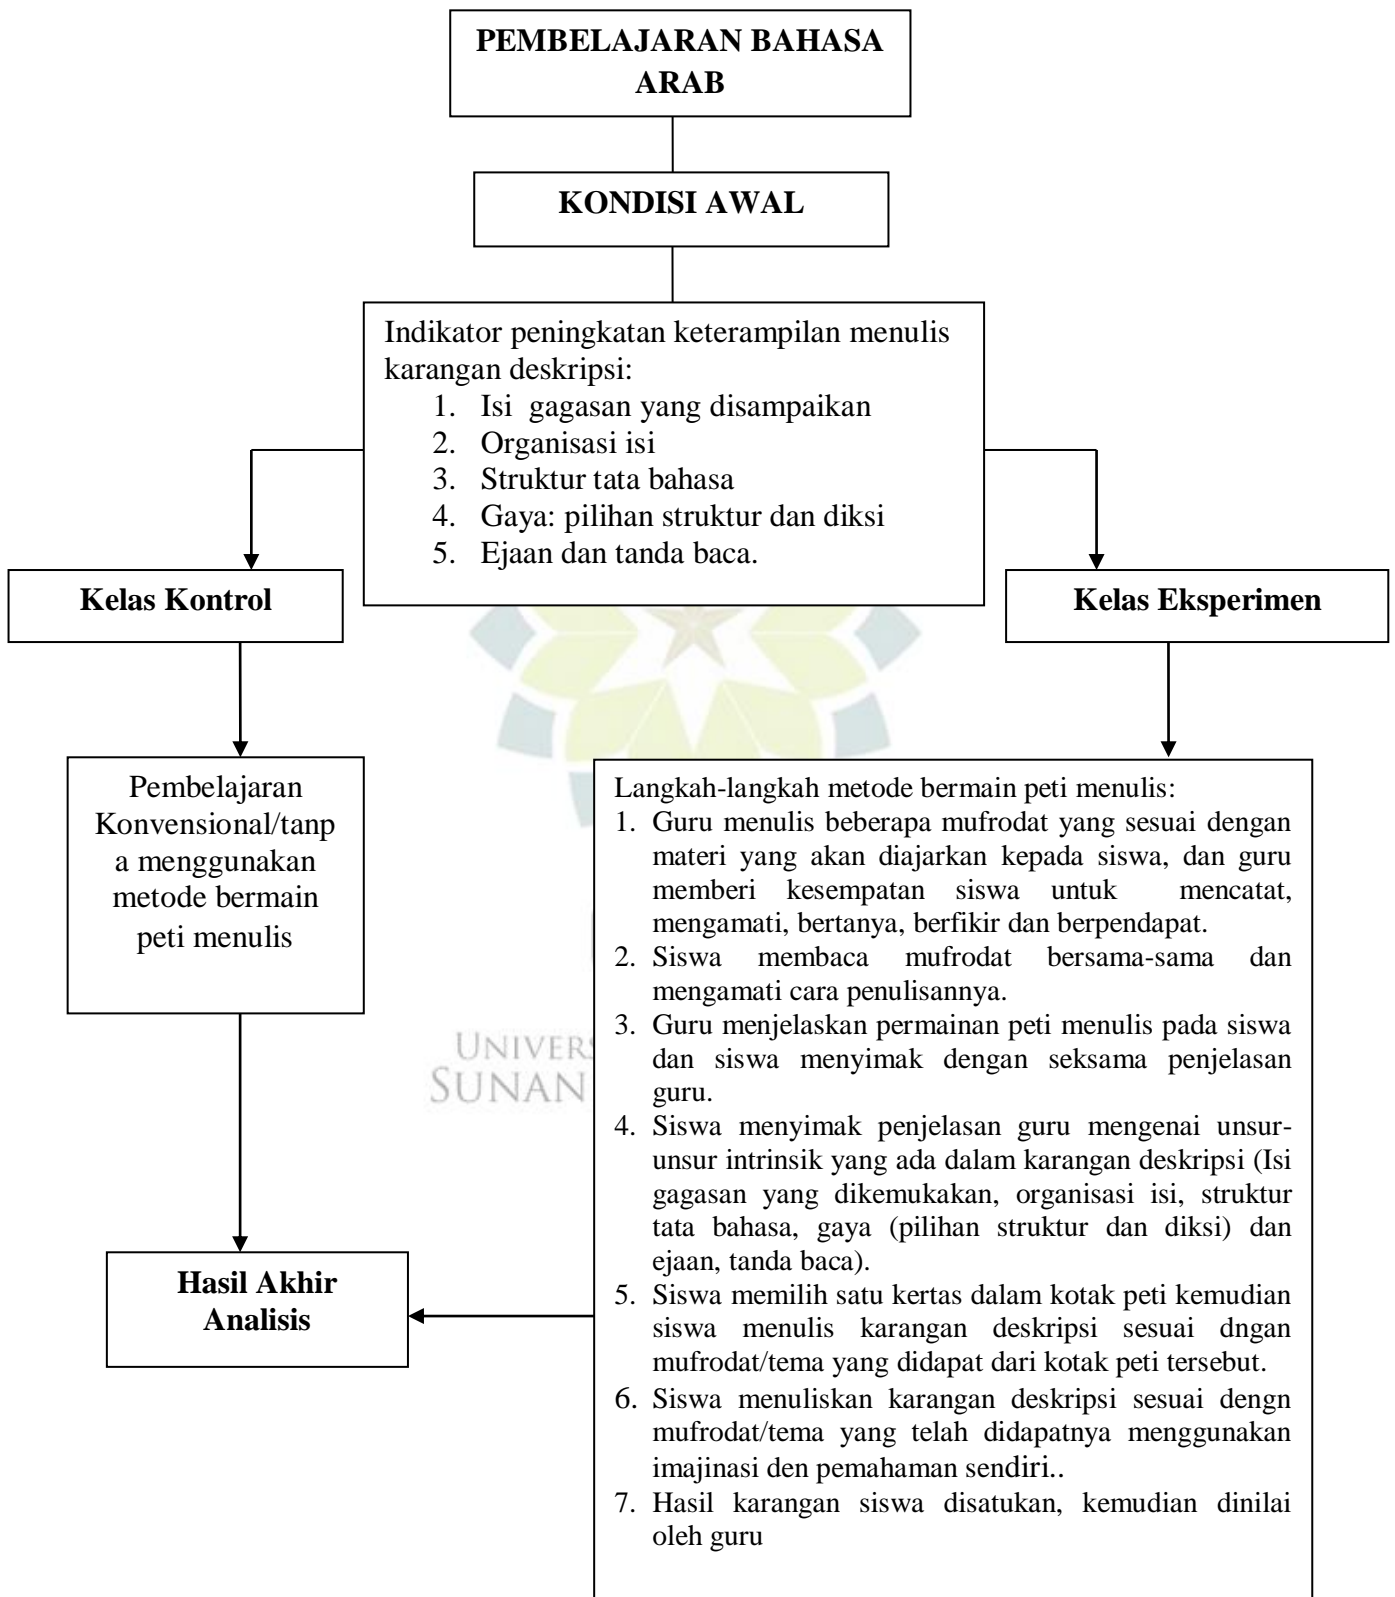 PEMBELAJARAN BAHASA
ARAB
KONDISI AWAL
Indikator peningkatan keterampilan menulis
karangan deskripsi:
1. Isi gagasan yang disampaikan
2. Organisasi isi
3. Struktur tata bahasa
4. Gaya: pilihan struktur dan diksi
5. Ejaan dan tanda baca.
Kelas Kontrol
Kelas Eksperimen
Pembelajaran
Konvensional/tanp
a menggunakan
metode bermain
peti menulis
Langkah-langkah metode bermain peti menulis:
1. Guru menulis beberapa mufrodat yang sesuai dengan
materi yang akan diajarkan kepada siswa, dan guru
memberi kesempatan siswa untuk mencatat,
mengamati, bertanya, berfikir dan berpendapat.
2. Siswa membaca mufrodat bersama-sama dan
mengamati cara penulisannya.
3. Guru menjelaskan permainan peti menulis pada siswa
dan siswa menyimak dengan seksama penjelasan
guru.
4. Siswa menyimak penjelasan guru mengenai unsur-
unsur intrinsik yang ada dalam karangan deskripsi (Isi
gagasan yang dikemukakan, organisasi isi, struktur
tata bahasa, gaya (pilihan struktur dan diksi) dan
ejaan, tanda baca).
5. Siswa memilih satu kertas dalam kotak peti kemudian
siswa menulis karangan deskripsi sesuai dngan
mufrodat/tema yang didapat dari kotak peti tersebut.
6. Siswa menuliskan karangan deskripsi sesuai dengn
mufrodat/tema yang telah didapatnya menggunakan
imajinasi den pemahaman sendiri..
7. Hasil karangan siswa disatukan, kemudian dinilai
oleh guru
UNIVERS
SUNAN
Hasil Akhir
Analisis